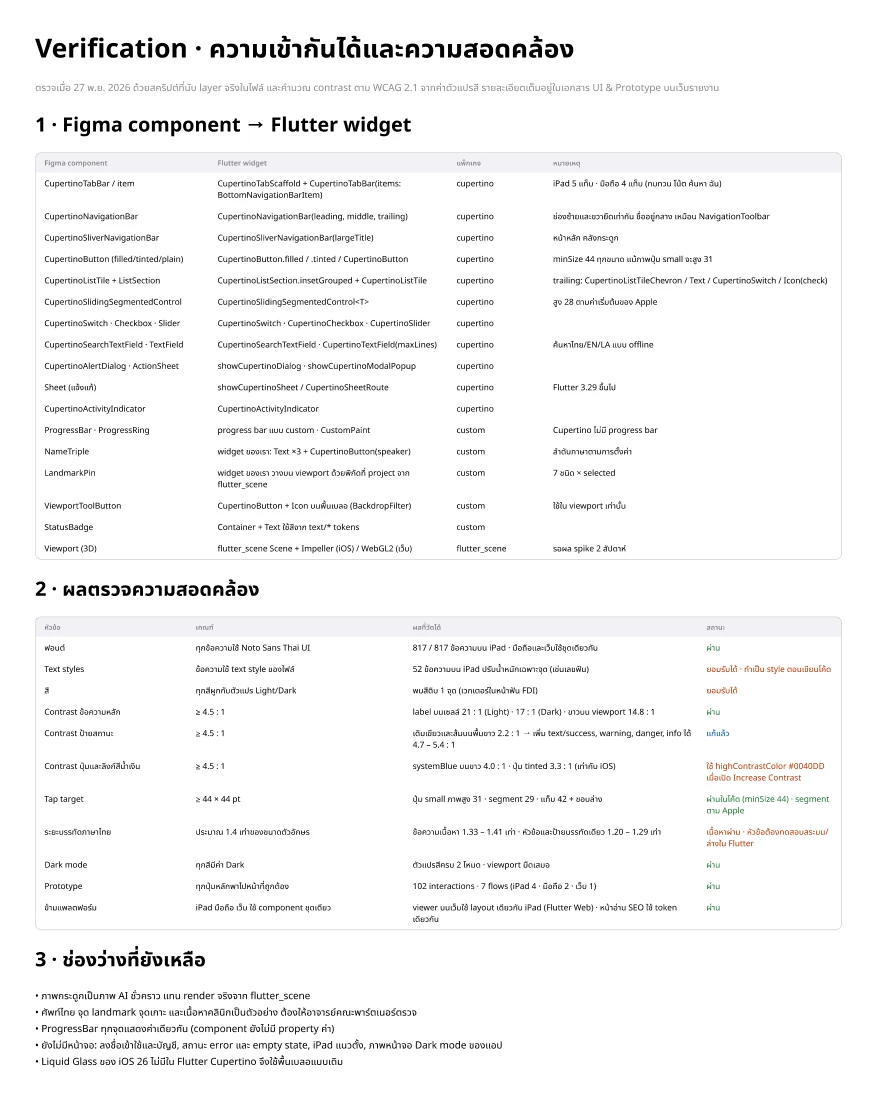 Verification · ความเข้ากันได้และความสอดคล้อง
ตรวจเมื่อ 27 พ.ย. 2026 ด้วยสคริปต์ที่นับ layer จริงในไฟล์ และคำนวณ contrast ตาม WCAG 2.1 จากค่าตัวแปรสี รายละเอียดเต็มอยู่ในเอกสาร UI & Prototype บนเว็บรายงาน
1 · Figma component → Flutter widget
Figma component Flutter widget แพ็กเกจ หมายเหตุ
CupertinoTabBar / item CupertinoTabScaffold + CupertinoTabBar(items: cupertino iPad 5 แท็บ · มือถือ 4 แท็บ (ทบทวน โน้ต ค้นหา ฉัน)
BottomNavigationBarItem)
CupertinoNavigationBar CupertinoNavigationBar(leading, middle, trailing) cupertino ช่องซ้ายและขวายืดเท่ากัน ชื่ออยู่กลาง เหมือน NavigationToolbar
CupertinoSliverNavigationBar CupertinoSliverNavigationBar(largeTitle) cupertino หน้าหลัก คลังกระดูก
CupertinoButton (filled/tinted/plain) CupertinoButton.filled / .tinted / CupertinoButton cupertino minSize 44 ทุกขนาด แม้ภาพปุ่ม small จะสูง 31
CupertinoListTile + ListSection CupertinoListSection.insetGrouped + CupertinoListTile cupertino trailing: CupertinoListTileChevron / Text / CupertinoSwitch / Icon(check)
CupertinoSlidingSegmentedControl CupertinoSlidingSegmentedControl<T> cupertino สูง 28 ตามค่าเริ่มต้นของ Apple
CupertinoSwitch · Checkbox · Slider CupertinoSwitch · CupertinoCheckbox · CupertinoSlider cupertino
CupertinoSearchTextField · TextField CupertinoSearchTextField · CupertinoTextField(maxLines) cupertino ค้นหาไทย/EN/LA แบบ offline
CupertinoAlertDialog · ActionSheet showCupertinoDialog · showCupertinoModalPopup cupertino
Sheet (แจ้งแก้) showCupertinoSheet / CupertinoSheetRoute cupertino Flutter 3.29 ขึ้นไป
CupertinoActivityIndicator CupertinoActivityIndicator cupertino
ProgressBar · ProgressRing progress bar แบบ custom · CustomPaint custom Cupertino ไม่มี progress bar
NameTriple widget ของเรา: Text ×3 + CupertinoButton(speaker) custom ลำดับภาษาตามการตั้งค่า
LandmarkPin widget ของเรา วางบน viewport ด้วยพิกัดที่ project จาก custom 7 ชนิด × selected
flutter_scene
ViewportToolButton CupertinoButton + Icon บนพื้นเบลอ (BackdropFilter) custom ใช้ใน viewport เท่านั้น
StatusBadge Container + Text ใช้สีจาก text/* tokens custom
Viewport (3D) flutter_scene Scene + Impeller (iOS) / WebGL2 (เว็บ) flutter_scene รอผล spike 2 สัปดาห์
2 · ผลตรวจความสอดคล้อง
หัวข้อ เกณฑ์ ผลที่วัดได้ สถานะ
ฟอนต์ ทุกข้อความใช้ Noto Sans Thai UI 817 / 817 ข้อความบน iPad · มือถือและเว็บใช้ชุดเดียวกัน ผ่าน
Text styles ข้อความใช้ text style ของไฟล์ 52 ข้อความบน iPad ปรับน้ำหนักเฉพาะจุด (เช่นเลขฟัน) ยอมรับได้ · ทำเป็น style ตอนเขียนโค้ด
สี ทุกสีผูกกับตัวแปร Light/Dark พบสีดิบ 1 จุด (เวกเตอร์ในหน้าฟัน FDI) ยอมรับได้
Contrast ข้อความหลัก ≥ 4.5 : 1 label บนเซลล์ 21 : 1 (Light) · 17 : 1 (Dark) · ขาวบน viewport 14.8 : 1 ผ่าน
Contrast ป้ายสถานะ ≥ 4.5 : 1 เดิมเขียวและส้มบนพื้นขาว 2.2 : 1 → เพิ่ม text/success, warning, danger, info ได้ แก้แล้ว
4.7 – 5.4 : 1
Contrast ปุ่มและลิงก์สีน้ำเงิน ≥ 4.5 : 1 systemBlue บนขาว 4.0 : 1 · ปุ่ม tinted 3.3 : 1 (เท่ากับ iOS) ใช้ highContrastColor #0040DD
เมื่อเปิด Increase Contrast
Tap target ≥ 44 × 44 pt ปุ่ม small ภาพสูง 31 · segment 29 · แท็บ 42 + ขอบล่าง ผ่านในโค้ด (minSize 44) · segment
ตาม Apple
ระยะบรรทัดภาษาไทย ประมาณ 1.4 เท่าของขนาดตัวอักษร ข้อความเนื้อหา 1.33 – 1.41 เท่า · หัวข้อและป้ายบรรทัดเดียว 1.20 – 1.29 เท่า เนื้อหาผ่าน · หัวข้อต้องทดสอบสระบน/
ล่างใน Flutter
Dark mode ทุกสีมีค่า Dark ตัวแปรสีครบ 2 โหมด · viewport มืดเสมอ ผ่าน
Prototype ทุกปุ่มหลักพาไปหน้าที่ถูกต้อง 102 interactions · 7 flows (iPad 4 · มือถือ 2 · เว็บ 1) ผ่าน
ข้ามแพลตฟอร์ม iPad มือถือ เว็บ ใช้ component ชุดเดียว viewer บนเว็บใช้ layout เดียวกับ iPad (Flutter Web) · หน้าอ่าน SEO ใช้ token ผ่าน
เดียวกัน
3 · ช่องว่างที่ยังเหลือ
• ภาพกระดูกเป็นภาพ AI ชั่วคราว แทน render จริงจาก flutter_scene
• ศัพท์ไทย จุด landmark จุดเกาะ และเนื้อหาคลินิกเป็นตัวอย่าง ต้องให้อาจารย์คณะพาร์ตเนอร์ตรวจ
• ProgressBar ทุกจุดแสดงค่าเดียวกัน (component ยังไม่มี property ค่า)
• ยังไม่มีหน้าจอ: ลงชื่อเข้าใช้และบัญชี, สถานะ error และ empty state, iPad แนวตั้ง, ภาพหน้าจอ Dark mode ของแอป
• Liquid Glass ของ iOS 26 ไม่มีใน Flutter Cupertino จึงใช้พื้นเบลอแบบเดิม